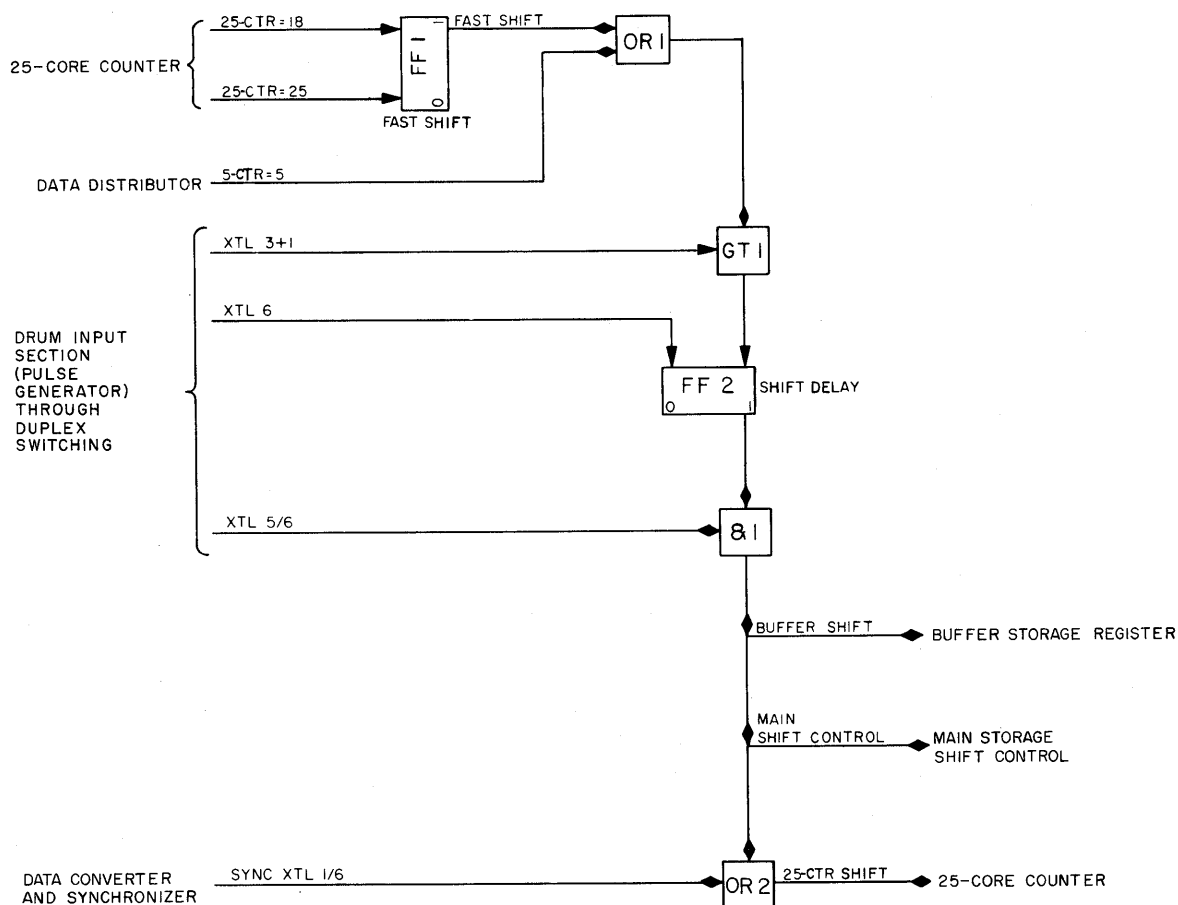 25-CTR=18
FAST SHIFT
1
OR 1
25-CORE COUNTER
FF 1
25-CTR=25
0
FAST SHIFT
5-CTR=5
DATA DISTRIBUTOR
XTL 3+1
GT 1
XTL 6
DRUM INPUT
SECTION
(PULSE
GENERATOR)
THROUGH
DUPLEX
SWITCHING
FF 2
0 1
SHIFT DELAY
XTL 5/6
& 1
BUFFER SHIFT
BUFFER STORAGE REGISTER
MAIN
SHIFT CONTROL
MAIN STORAGE
SHIFT CONTROL
DATA CONVERTER
AND SYNCHRONIZER
SYNC XTL 1/6
OR 2
25-CTR SHIFT
25-CORE COUNTER